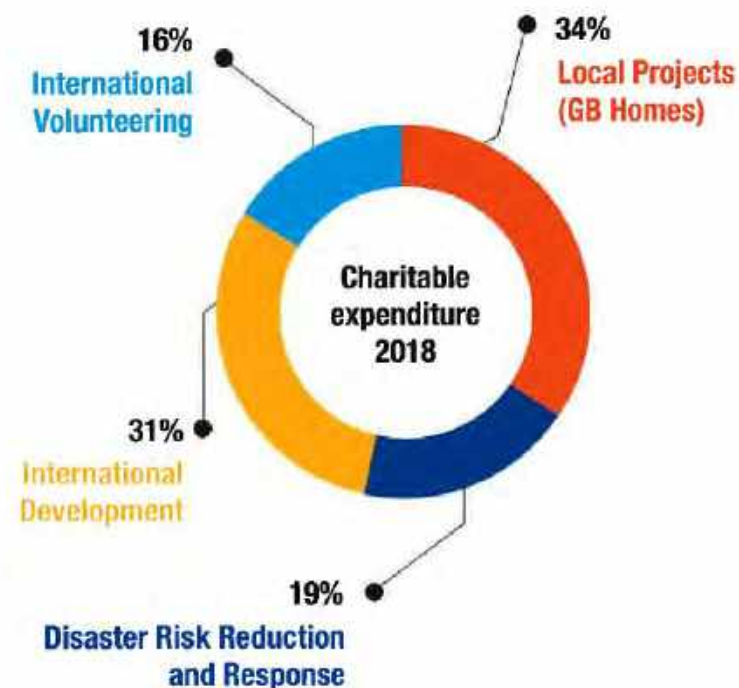 16%
International
Volunteering
34%
Local Projects
(GB Homes)
Charitable
expenditure
2018
31%
International
Development
19%
Disaster Risk Reduction
and Response